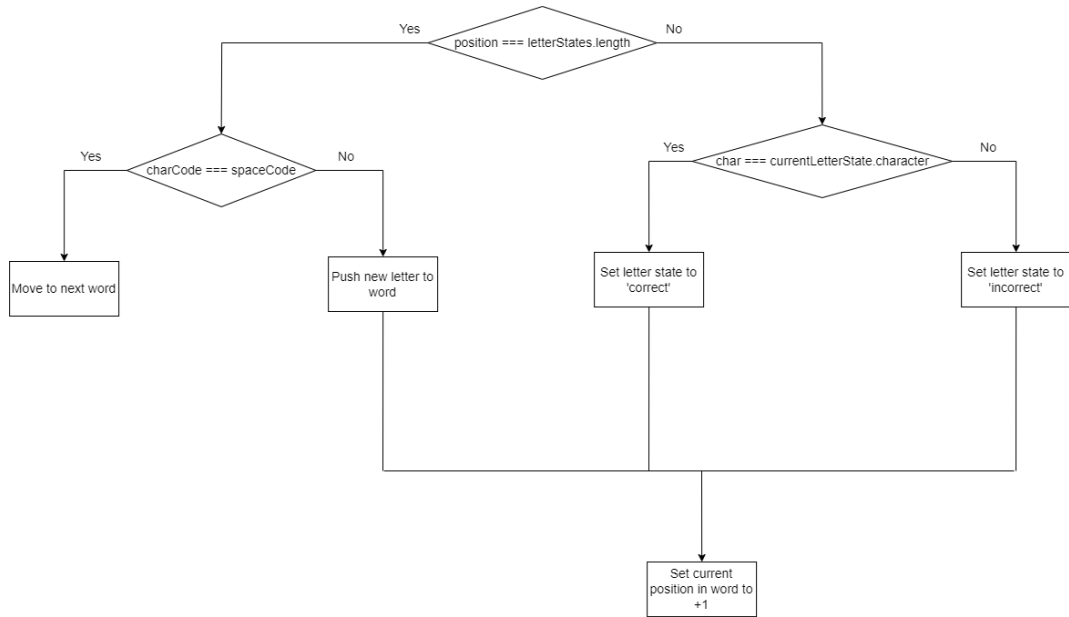 Yes
position === letterStates.length
No
Yes
charCode === spaceCode
No
Yes
char === currentLetterState.character
No
Move to next word
Push new letter to
word
Set letter state to
'correct'
Set letter state to
'incorrect'
Set current
position in word to
+1